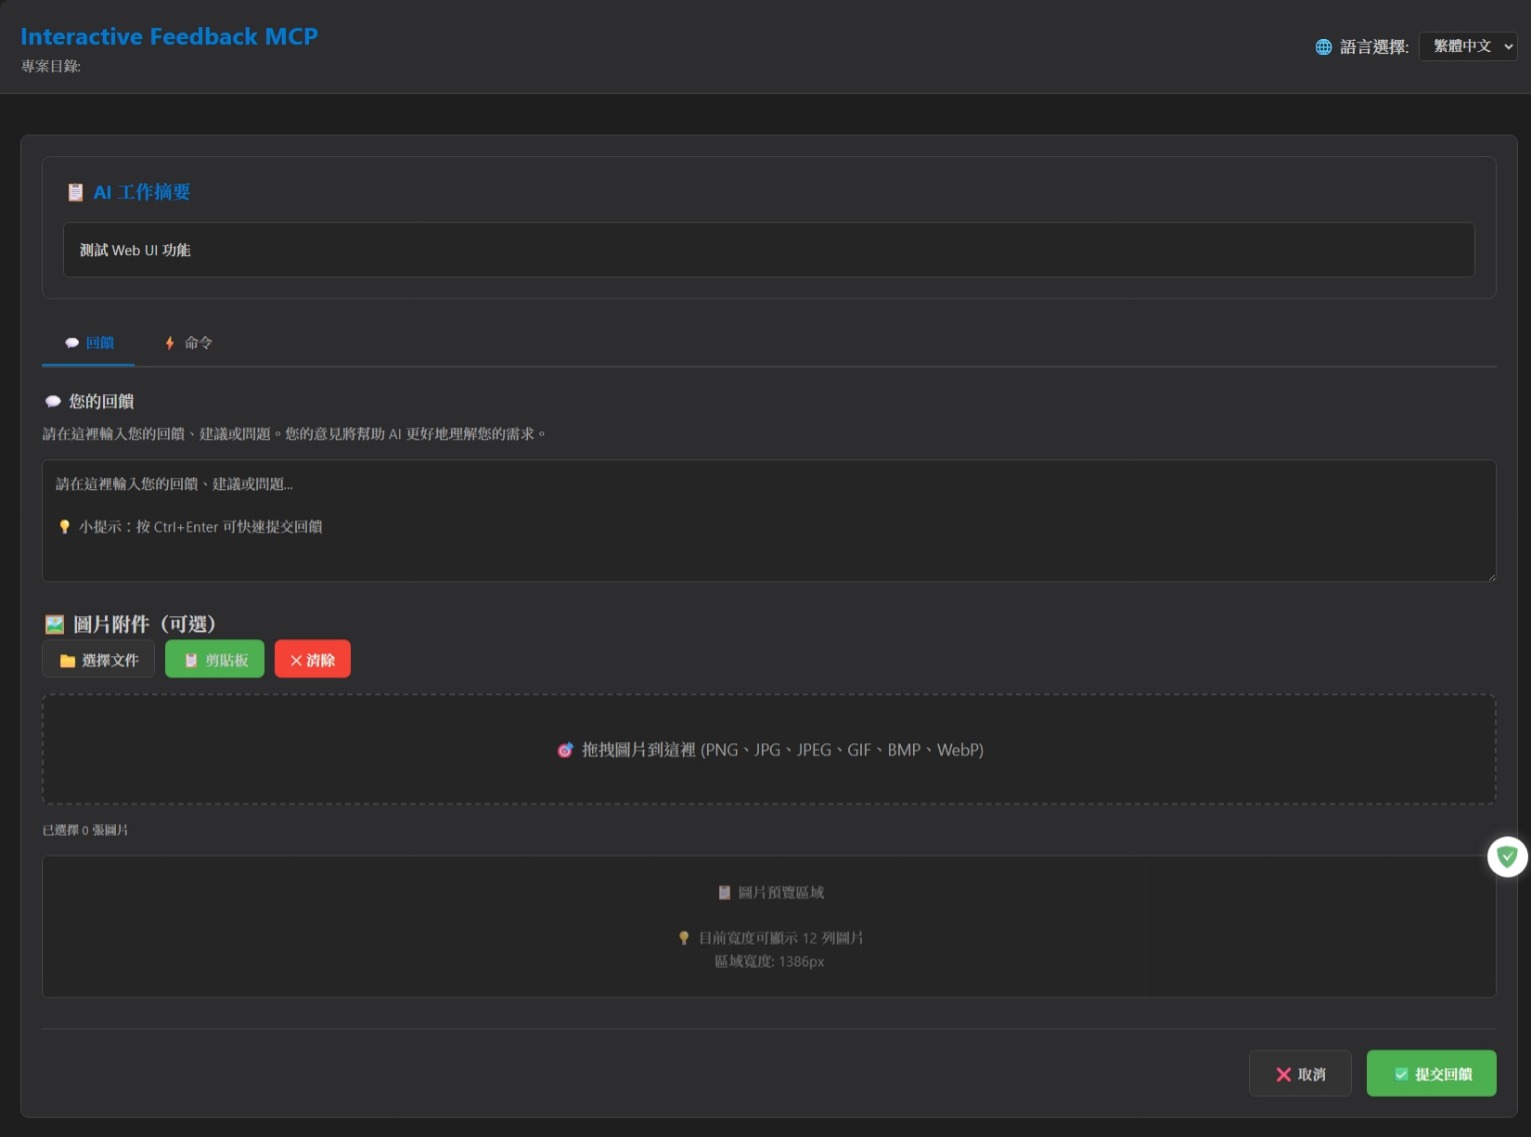 Interactive Feedback MCP
專案目錄:
語言選擇:
繁體中文
AI 工作摘要
測試 Web UI 功能
回饋
命令
您的回饋
請在這裡輸入您的回饋、建議或問題。您的意見將幫助 AI 更好地理解您的需求。
請在這裡輸入您的回饋、建議或問題...
小提示：按 Ctrl+Enter 可快速提交回饋
圖片附件（可選）
選擇文件
剪貼板
清除
拖拽圖片到這裡 (PNG、JPG、JPEG、GIF、BMP、WebP)
已選擇 0 張圖片
圖片預覽區域
目前寬度可顯示 12 列圖片
區域寬度: 1386px
取消
提交回饋